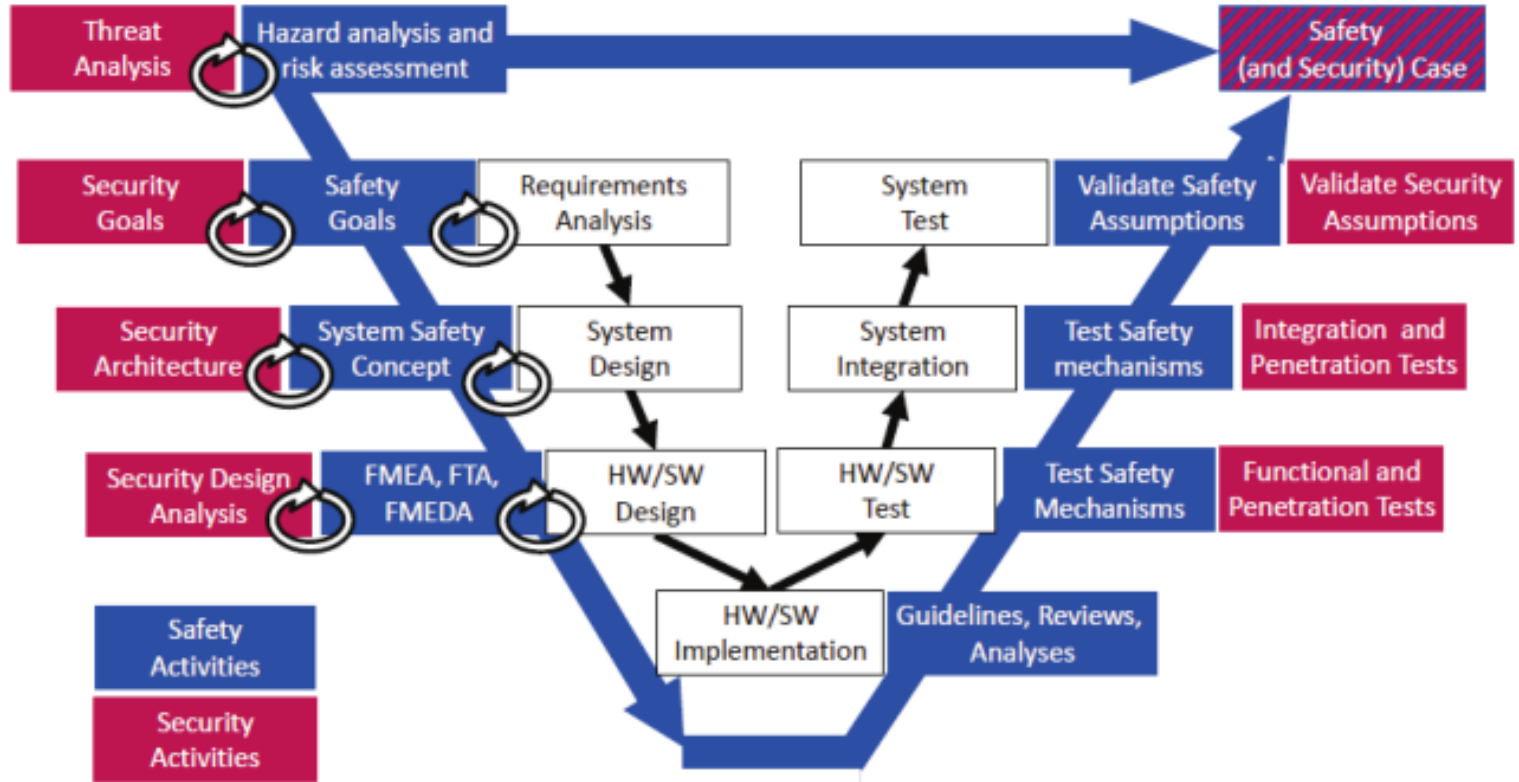 Threat
Analysis
Hazard analysis and
risk assessment
Safety
(and Security) Case
Security
Goals
Safety
Goals
Requirements
Analysis
System
Test
Validate Safety
Assumptions
Validate Security
Assumptions
Security
Architecture
System Safety
Concept
System
Design
System
Integration
Test Safety
mechanisms
Integration and
Penetration Tests
Security Design
Analysis
FMEA, FTA,
FMEDA
HW/SW
Design
HW/SW
Test
Test Safety
Mechanisms
Functional and
Penetration Tests
HW/SW
Implementation
Guidelines, Reviews,
Analyses
Safety
Activities
Security
Activities